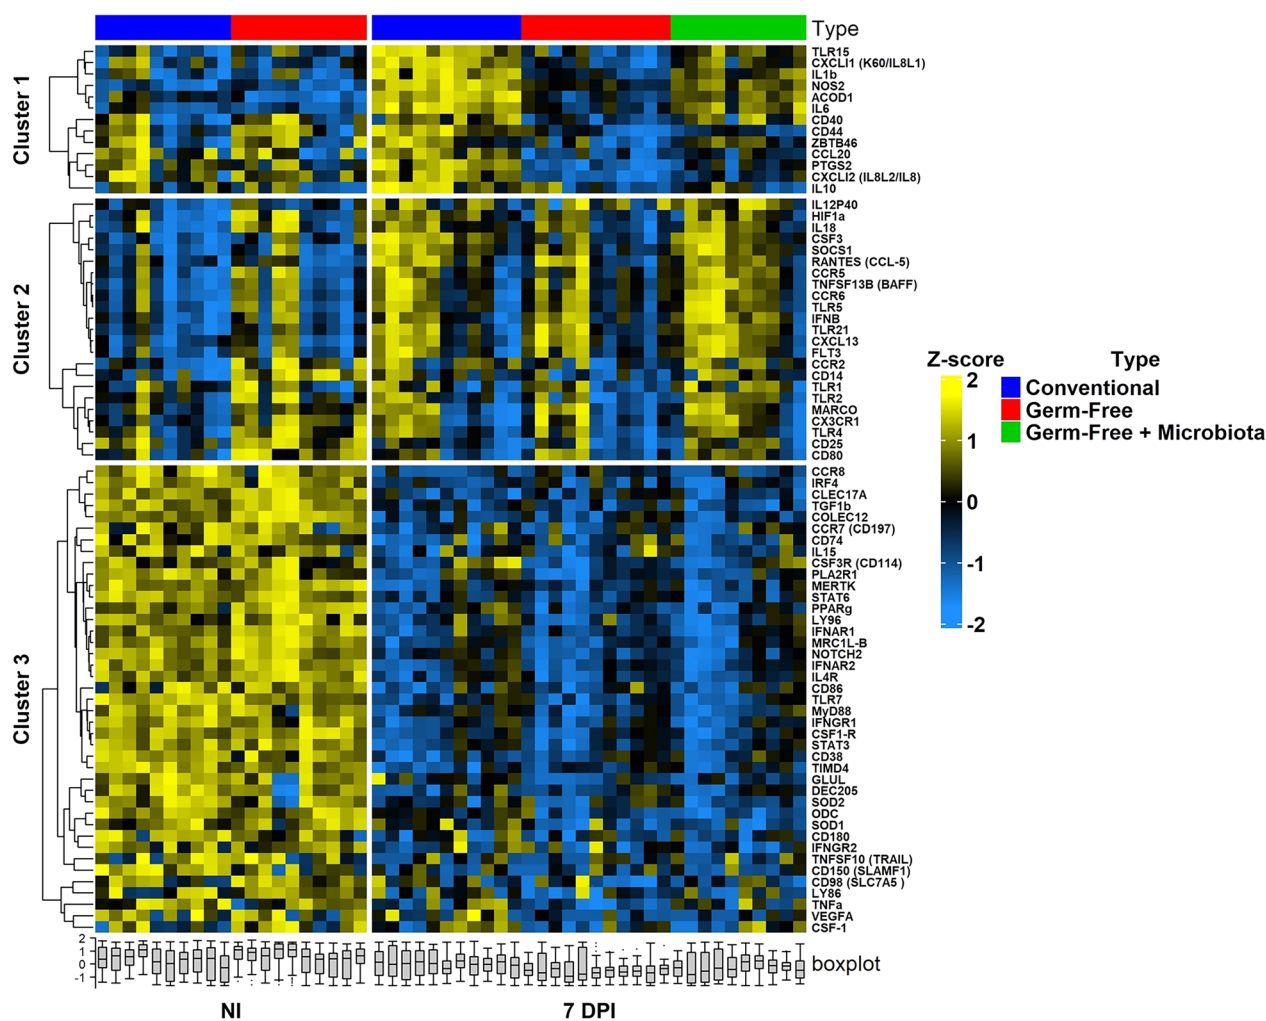 Type
Cluster 1
TLR15
CXCLI1 (K60/IL8L1)
IL1b
NOS2
ACOD1
IL6
CD40
CD44
ZBTB46
CCL20
PTGS2
CXCLI2 (IL8L2/IL8)
IL10
Cluster 2
IL12P40
HIF1a
IL18
CSF3
SOCS1
RANTES (CCL-5)
CCR5
TNFSF13B (BAFF)
CCR6
TLR5
IFNB
TLR21
CXCL13
FLT3
CCR2
CD14
TLR1
TLR2
MARCO
CX3CR1
TLR4
CD25
CD80
Cluster 3
CCR8
IRF4
CLEC17A
TGF1b
COLEC12
CCR7 (CD197)
CD74
IL15
CSF3R (CD114)
PLA2R1
MERTK
STAT6
PPARg
LY96
IFNAR1
MRC1L-B
NOTCH2
IFNAR2
IL4R
CD86
TLR7
MyD88
IFNGR1
CSF1-R
STAT3
CD38
TIMD4
GLUL
DEC205
SOD2
ODC
SOD1
CD180
IFNGR2
TNFSF10 (TRAIL)
CD150 (SLAMF1)
CD98 (SLC7A5 )
LY86
TNFa
VEGFA
CSF-1
2
1
0
-1
boxplot
NI
7 DPI
Z-score
2
1
0
-1
-2
Type
Conventional
Germ-Free
Germ-Free + Microbiota